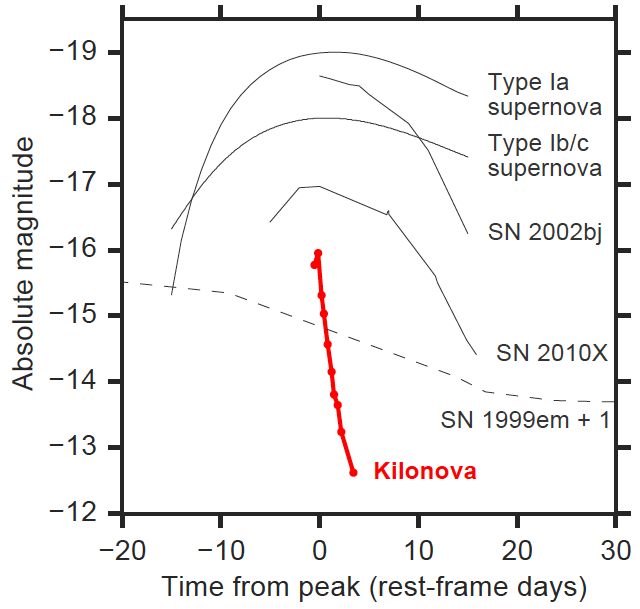 −19
−18
−17
−16
−15
−14
−13
−12
Absolute magnitude
Type Ia
supernova
Type Ib/c
supernova
SN 2002bj
SN 2010X
SN 1999em + 1
Kilonova
−20
−10
0
10
20
30
Time from peak (rest-frame days)